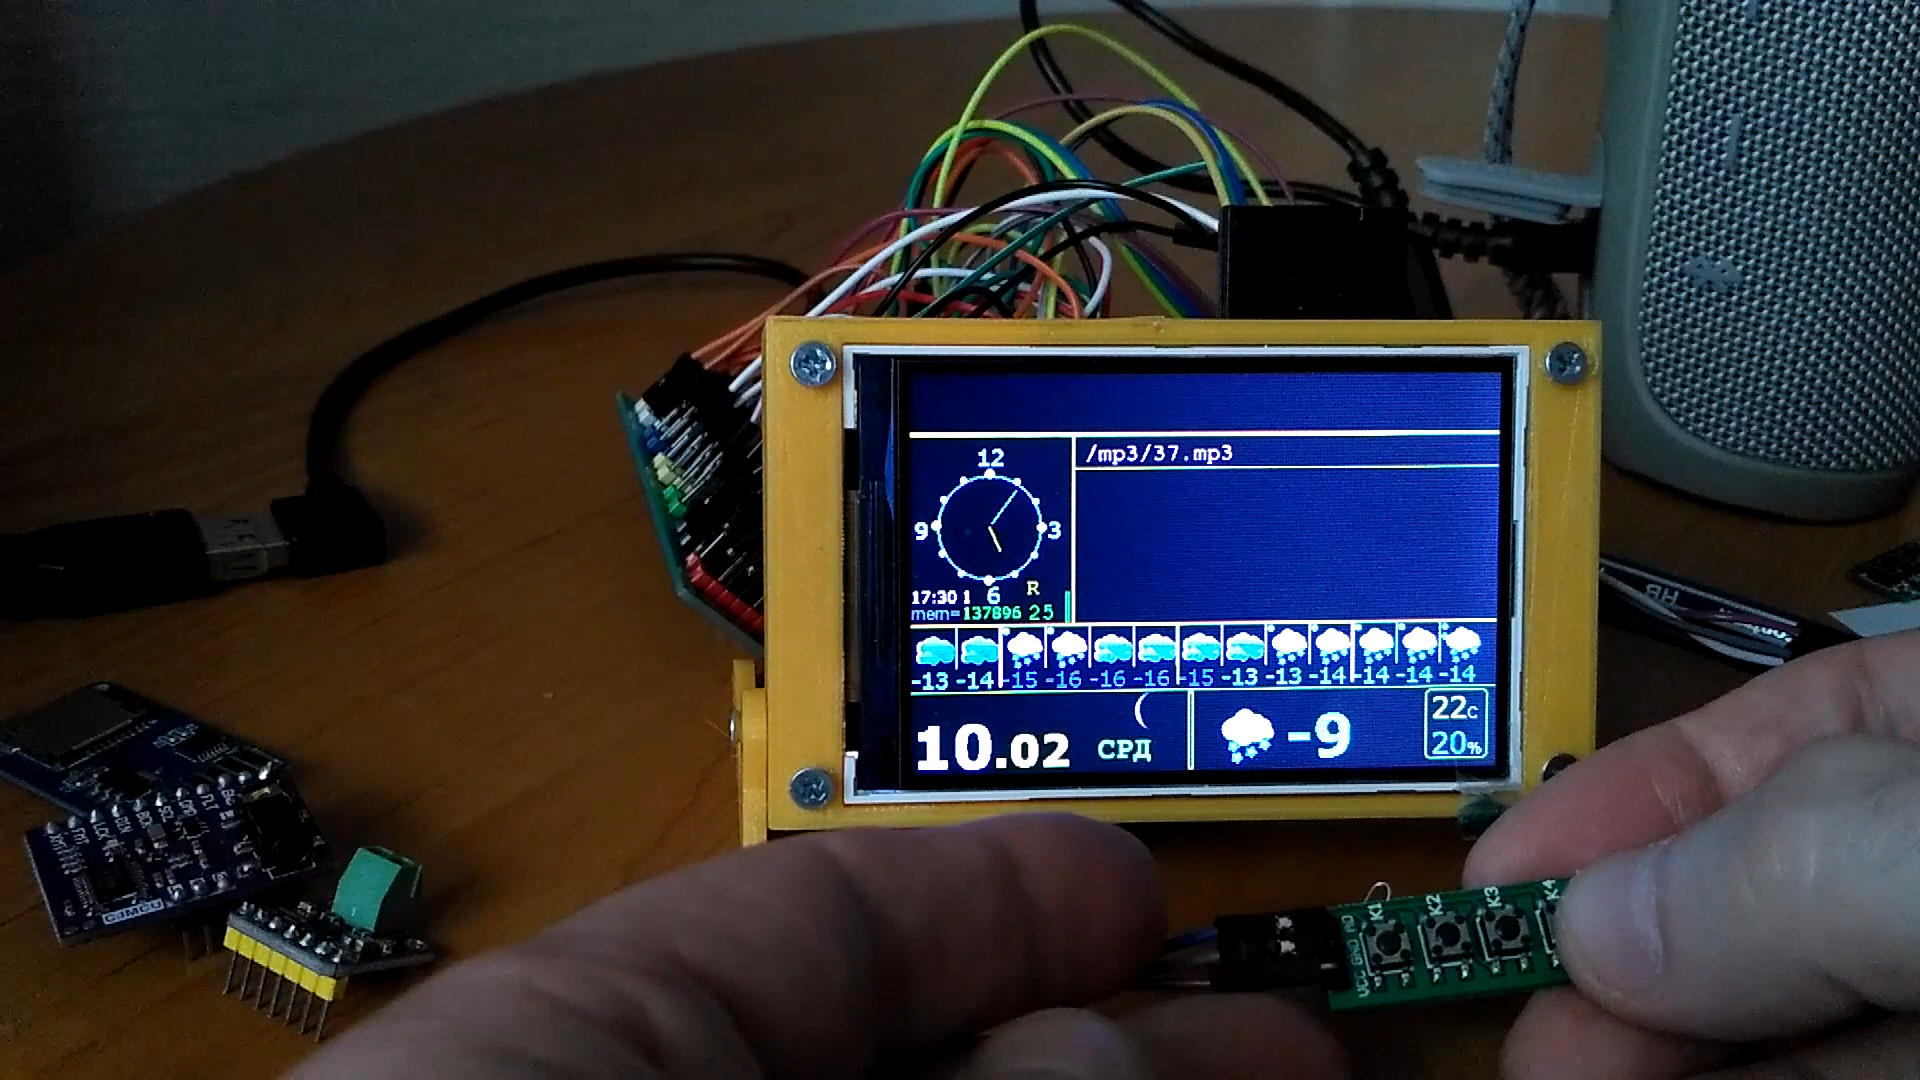 /mp3/37.mp3
12
9 3
17:30 1 6 R
mem=137896 25
-13 -14 -15 -16 -16 -16 -15 -13 -13 -14 -14 -14 -14
10.02 СРД -9 22c
20%
K1 K2 K3 K4
VCC GND AD
CJMCU